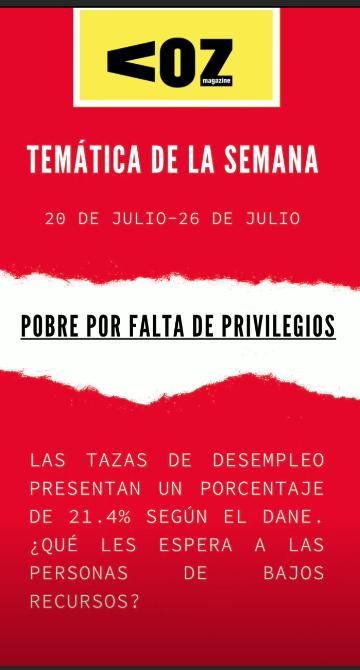 VOZ
magazine
TEMÁTICA DE LA SEMANA
20 DE JULIO-26 DE JULIO
POBRE POR FALTA DE PRIVILEGIOS
LAS TAZAS DE DESEMPLEO
PRESENTAN UN PORCENTAJE
DE 21.4% SEGÚN EL DANE.
¿QUÉ LES ESPERA A LAS
PERSONAS DE BAJOS
RECURSOS?